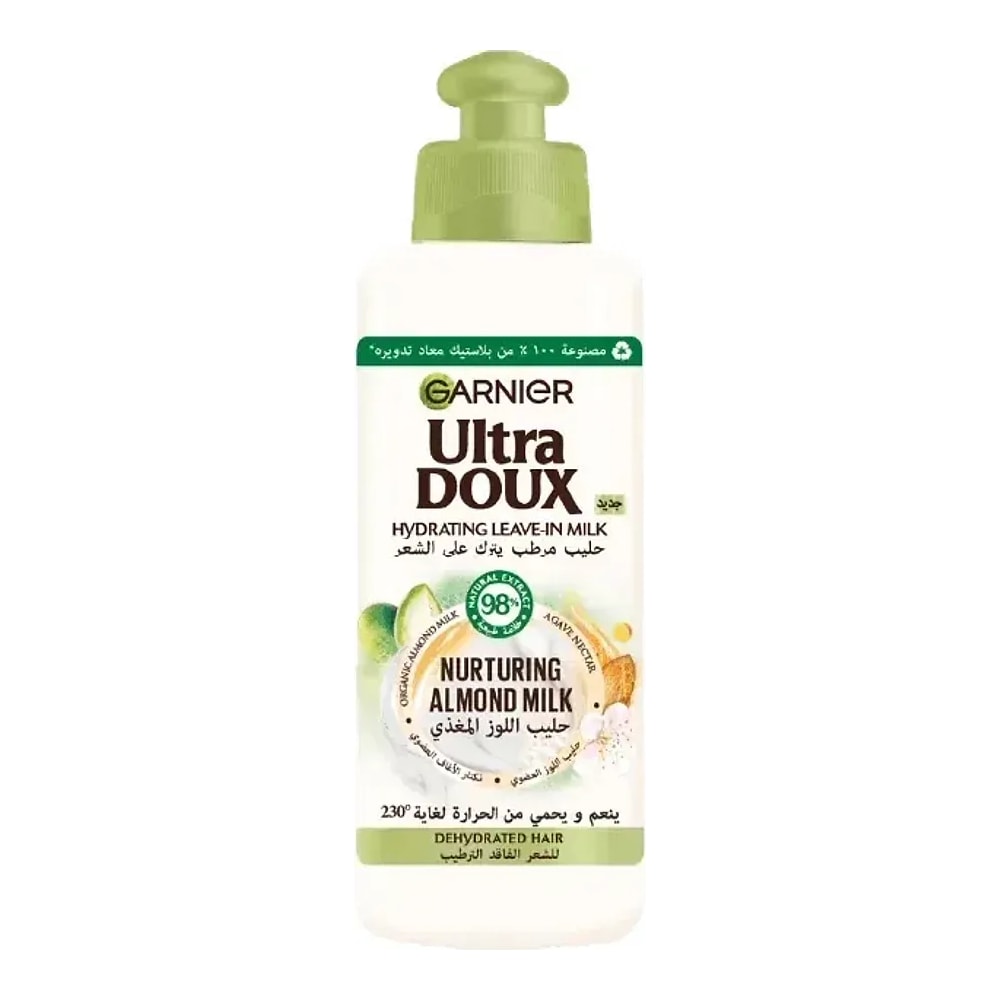 مصنوعة ١٠٠ ٪ من بلاستيك معاد تدويره*
GARNIER
Ultra
DOUX
جديد
HYDRATING LEAVE-IN MILK
حليب مرطب يترك على الشعر
NATURAL EXTRACT
98%
خلاصة طبيعية
ORGANIC ALMOND MILK
AGAVE NECTAR
NURTURING
ALMOND MILK
حليب اللوز المغذي
حليب اللوز العضوي
نكتار الأغاف العضوي
ينعم و يحمي من الحرارة لغاية 230°
DEHYDRATED HAIR
للشعر الفاقد الترطيب